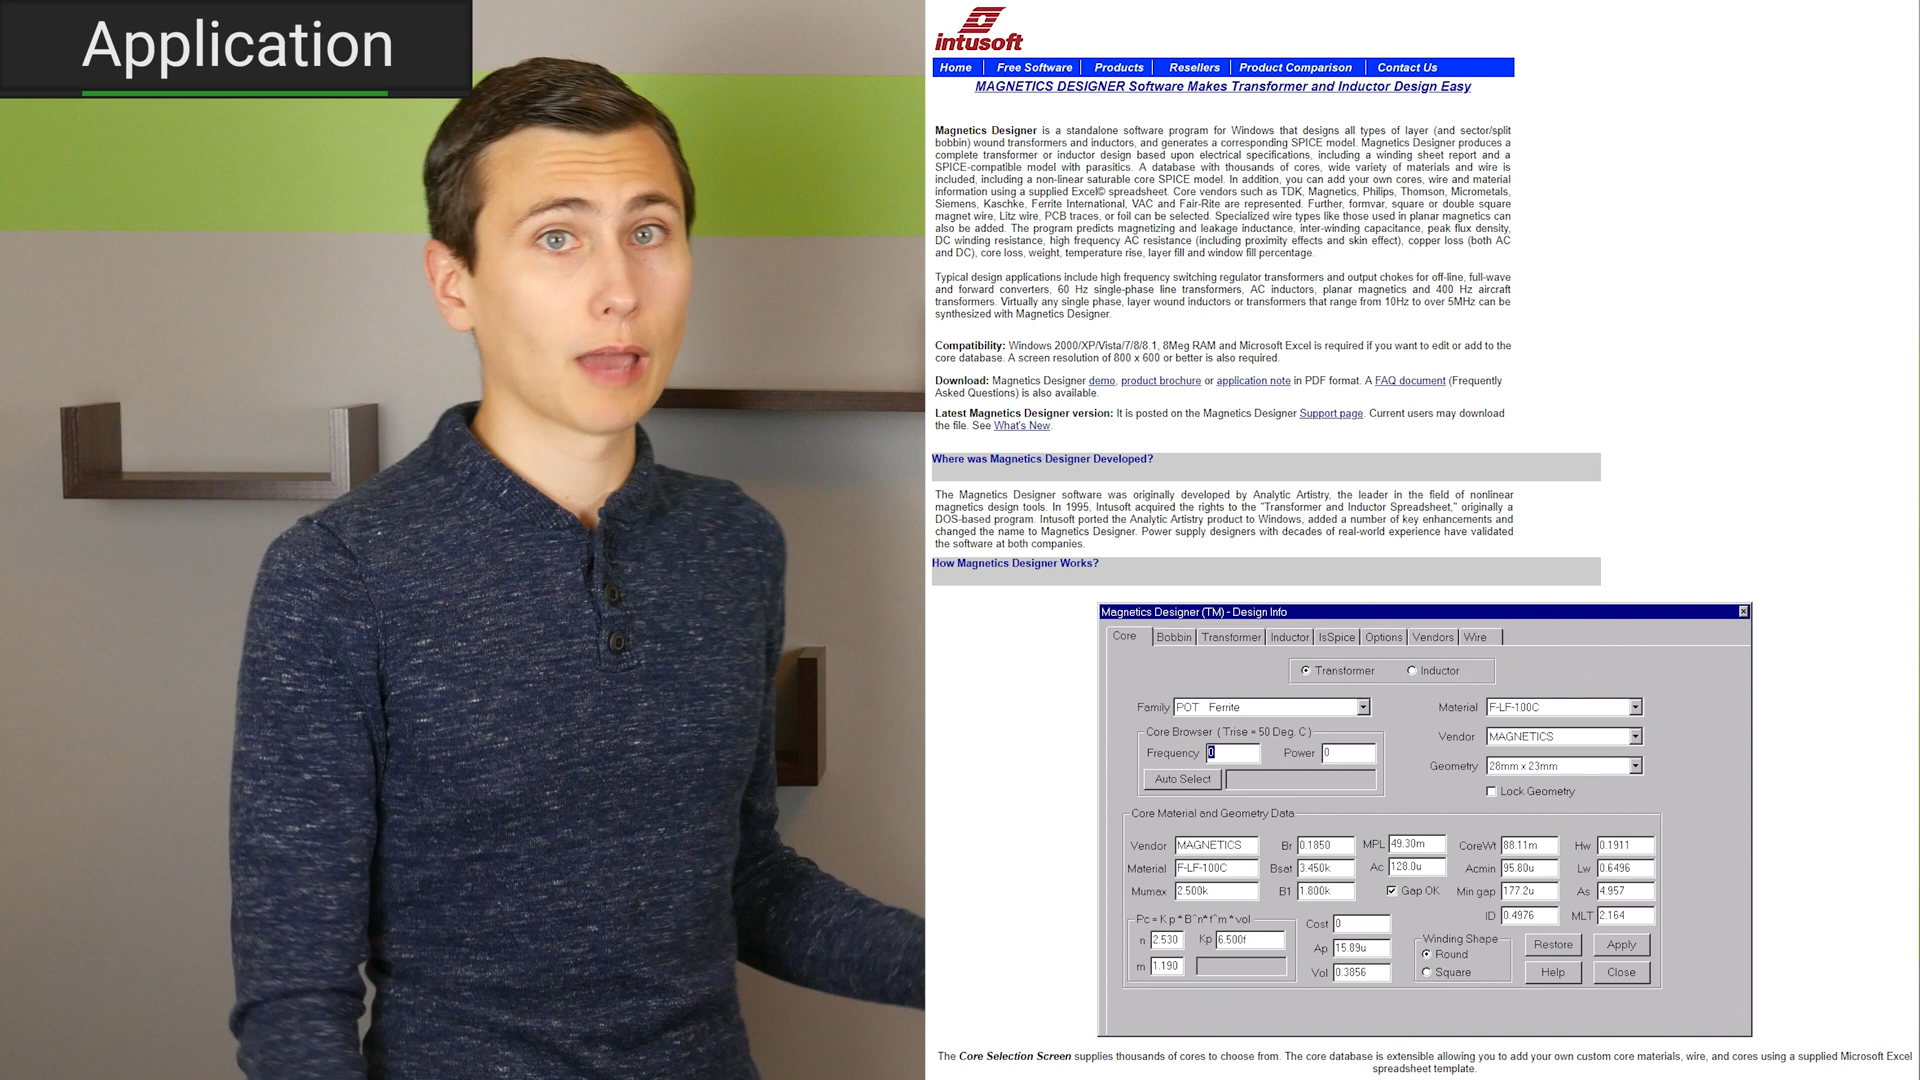 Application
intusoft
Home Free Software Products Resellers Product Comparison Contact Us
MAGNETICS DESIGNER Software Makes Transformer and Inductor Design Easy
Magnetics Designer is a standalone software program for Windows that designs all types of layer (and sector/split
bobbin) wound transformers and inductors, and generates a corresponding SPICE model. Magnetics Designer produces a
complete transformer or inductor design based upon electrical specifications, including a winding sheet report and a
SPICE-compatible model with parasitics. A database with thousands of cores, wide variety of materials and wire is
included, including a non-linear saturable core SPICE model. In addition, you can add your own cores, wire and material
information using a supplied Excel© spreadsheet. Core vendors such as TDK, Magnetics, Philips, Thomson, Micrometals,
Siemens, Kaschke, Ferrite International, VAC and Fair-Rite are represented. Further, formvar, square or double square
magnet wire, Litz wire, PCB traces, or foil can be selected. Specialized wire types like those used in planar magnetics can
also be added. The program predicts magnetizing and leakage inductance, inter-winding capacitance, peak flux density,
DC winding resistance, high frequency AC resistance (including proximity effects and skin effect), copper loss (both AC
and DC), core loss, weight, temperature rise, layer fill and window fill percentage.
Typical design applications include high frequency switching regulator transformers and output chokes for off-line, full-wave
and forward converters, 60 Hz single-phase line transformers, AC inductors, planar magnetics and 400 Hz aircraft
transformers. Virtually any single phase, layer wound inductors or transformers that range from 10Hz to over 5MHz can be
synthesized with Magnetics Designer.
Compatibility: Windows 2000/XP/Vista/7/8/8.1, 8Meg RAM and Microsoft Excel is required if you want to edit or add to the
core database. A screen resolution of 800 x 600 or better is also required.
Download: Magnetics Designer demo, product brochure or application note in PDF format. A FAQ document (Frequently
Asked Questions) is also available.
Latest Magnetics Designer version: It is posted on the Magnetics Designer Support page. Current users may download
the file. See What's New.
Where was Magnetics Designer Developed?
The Magnetics Designer software was originally developed by Analytic Artistry, the leader in the field of nonlinear
magnetics design tools. In 1995, Intusoft acquired the rights to the "Transformer and Inductor Spreadsheet," originally a
DOS-based program. Intusoft ported the Analytic Artistry product to Windows, added a number of key enhancements and
changed the name to Magnetics Designer. Power supply designers with decades of real-world experience have validated
the software at both companies.
How Magnetics Designer Works?
Magnetics Designer (TM) - Design Info
Core Bobbin Transformer Inductor IsSpice Options Vendors Wire
Transformer Inductor
Family POT Ferrite Material F-LF-100C
Core Browser ( Trise = 50 Deg. C ) Vendor MAGNETICS
Frequency 0 Power 0 Geometry 28mm x 23mm
Auto Select Lock Geometry
Core Material and Geometry Data
Vendor MAGNETICS Br 0.1850 MPL 49.30m CoreWt 88.11m Hw 0.1911
Material F-LF-100C Bsat 3.450k Ac 128.0u Acmin 95.80u Lw 0.6496
Mumax 2.500k B1 1.800k Gap OK Min gap 177.2u As 4.957
Pc = K p * B^n* f^m * vol Cost 0 ID 0.4976 MLT 2.164
n 2.530 Kp 6.500f Ap 15.89u Winding Shape Round Restore Apply
m 1.190 Vol 0.3856 Square Help Close
The Core Selection Screen supplies thousands of cores to choose from. The core database is extensible allowing you to add your own custom core materials, wire, and cores using a supplied Microsoft Excel
spreadsheet template.